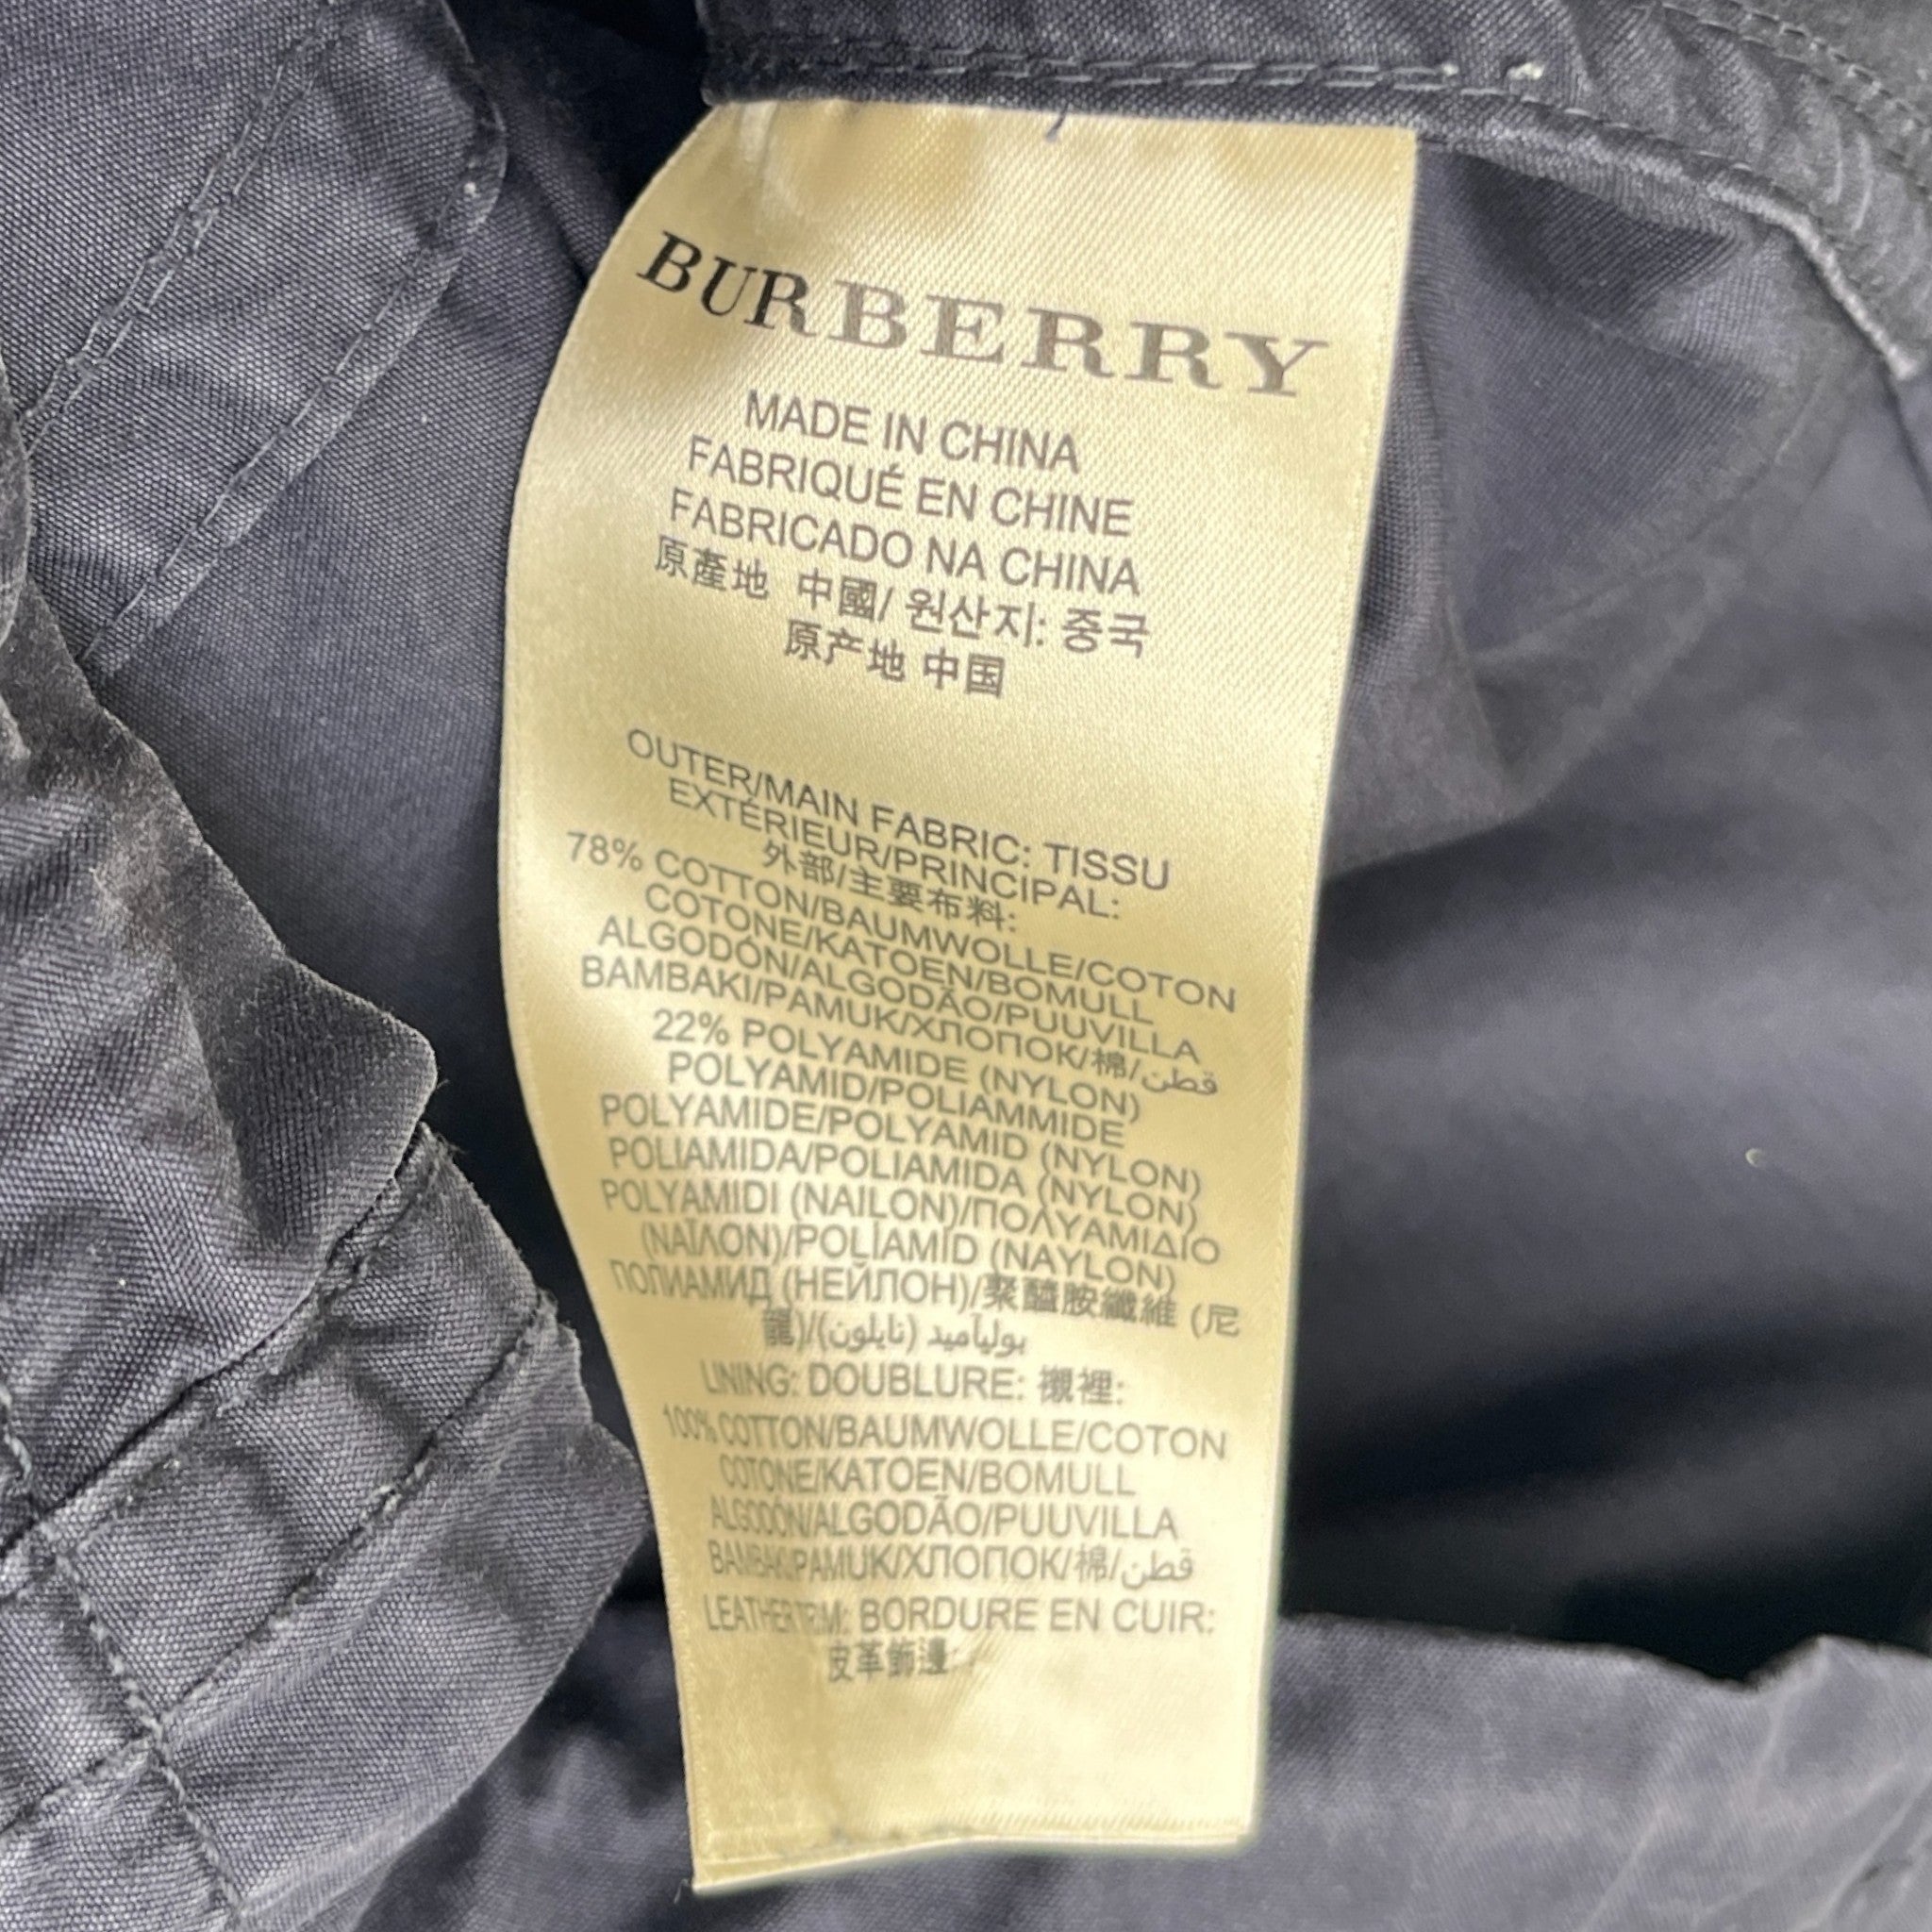 BURBERRY
MADE IN CHINA
FABRIQUÉ EN CHINE
FABRICADO NA CHINA
原產地 中國/ 원산지: 중국
原产地 中国
OUTER/MAIN FABRIC: TISSU
EXTÉRIEUR/PRINCIPAL:
外部/主要布料:
78% COTTON/BAUMWOLLE/COTON
COTONE/KATOEN/BOMULL
ALGODÓN/ALGODÃO/PUUVILLA
BAMBAKI/PAMUK/ХЛОПОК/棉/قطن
22% POLYAMIDE (NYLON)
POLYAMID/POLIAMMIDE
POLYAMIDE/POLYAMID (NYLON)
POLIAMIDA/POLIAMIDA (NYLON)
POLYAMIDI (NAILON)/ΠΟΛΥΑΜΙΔΙΟ
(ΝΑΪΛΟΝ)/POLİAMİD (NAYLON)
ПОЛИАМИД (НЕЙЛОН)/聚醯胺纖維 (尼
龍)/بولياميد (نايلون)
LINING: DOUBLURE: 襯裡:
100% COTTON/BAUMWOLLE/COTON
COTONE/KATOEN/BOMULL
ALGODÓN/ALGODÃO/PUUVILLA
BAMBAKI/PAMUK/ХЛОПОК/棉/قطن
LEATHER TRIM: BORDURE EN CUIR:
皮革飾邊: